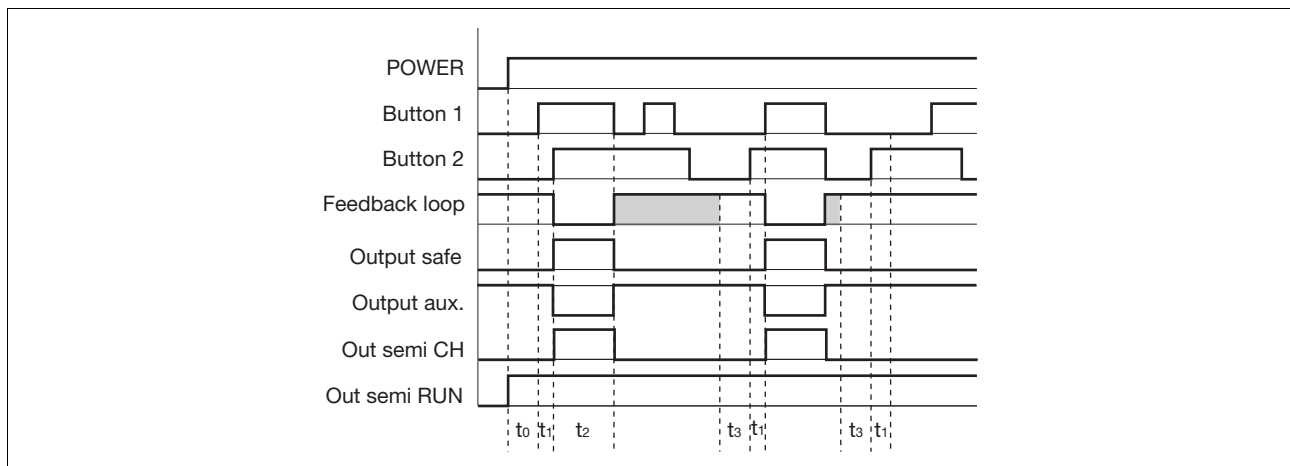 POWER
Button 1
Button 2
Feedback loop
Output safe
Output aux.
Out semi CH
Out semi RUN
t0 t1 t2 t3 t1 t3 t1